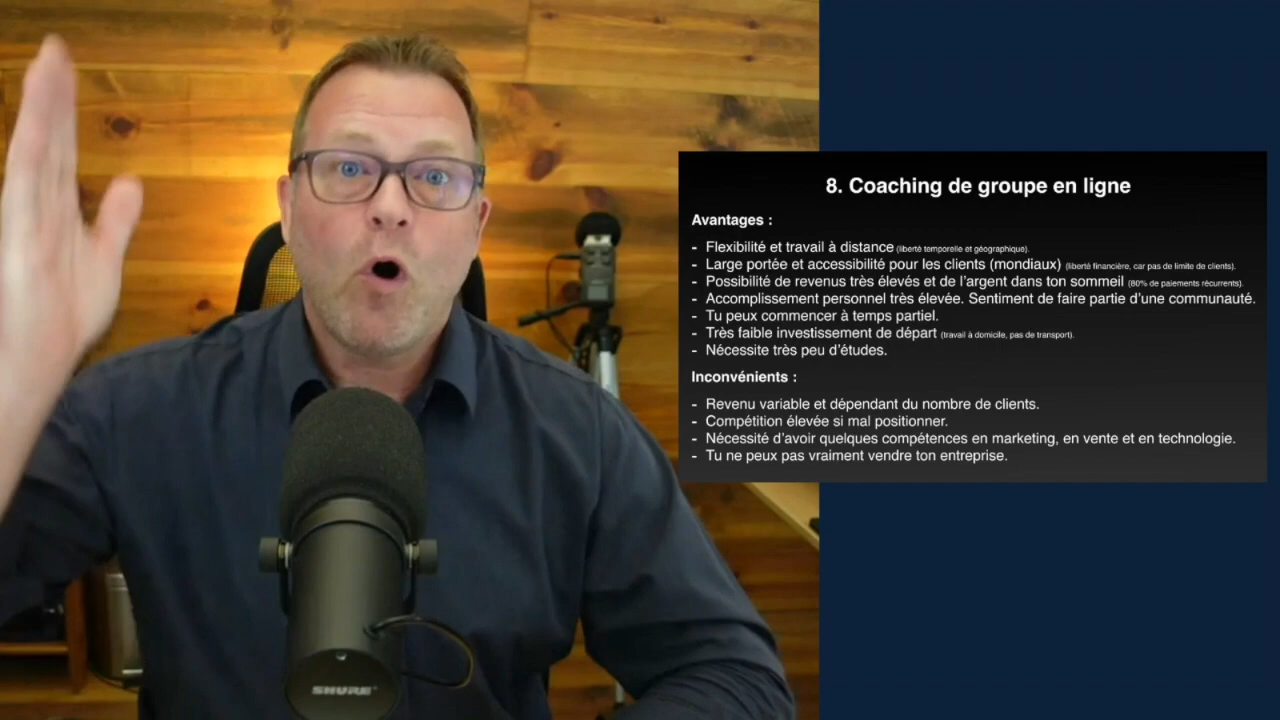 8. Coaching de groupe en ligne
Avantages :
- Flexibilité et travail à distance (liberté temporelle et géographique).
- Large portée et accessibilité pour les clients (mondiaux) (liberté financière, car pas de limite de clients).
- Possibilité de revenus très élevés et de l'argent dans ton sommeil (80% de paiements récurrents).
- Accomplissement personnel très élevée. Sentiment de faire partie d'une communauté.
- Tu peux commencer à temps partiel.
- Très faible investissement de départ (travail à domicile, pas de transport).
- Nécessite très peu d'études.
Inconvénients :
- Revenu variable et dépendant du nombre de clients.
- Compétition élevée si mal positionner.
- Nécessité d'avoir quelques compétences en marketing, en vente et en technologie.
- Tu ne peux pas vraiment vendre ton entreprise.
SHURE